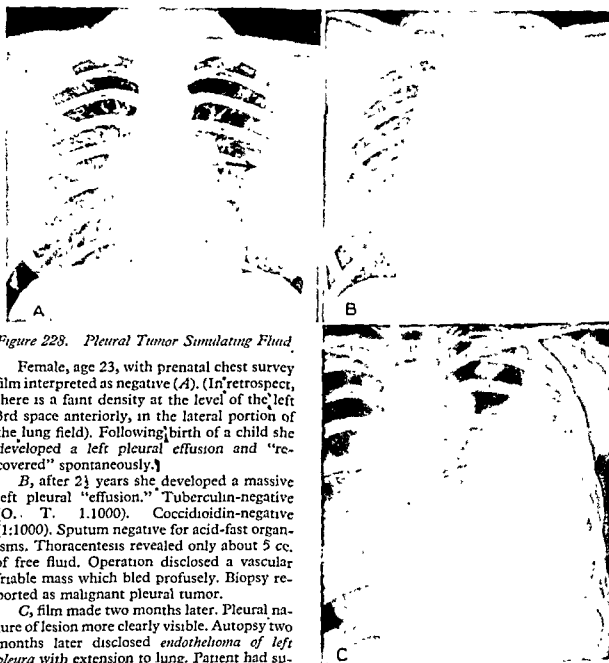 A
B
Figure 228. Pleural Tumor Simulating Fluid
Female, age 23, with prenatal chest survey
film interpreted as negative (A). (In retrospect,
there is a faint density at the level of the left
3rd space anteriorly, in the lateral portion of
the lung field). Following birth of a child she
developed a left pleural effusion and "re-
covered" spontaneously.
B, after 2½ years she developed a massive
left pleural "effusion." Tuberculin-negative
(O. T. 1.1000). Coccidioidin-negative
(1:1000). Sputum negative for acid-fast organ-
isms. Thoracentesis revealed only about 5 cc.
of free fluid. Operation disclosed a vascular
friable mass which bled profusely. Biopsy re-
ported as malignant pleural tumor.
C, film made two months later. Pleural na-
ture of lesion more clearly visible. Autopsy two
months later disclosed endothelioma of left
pleura with extension to lung. Patient had su-
C